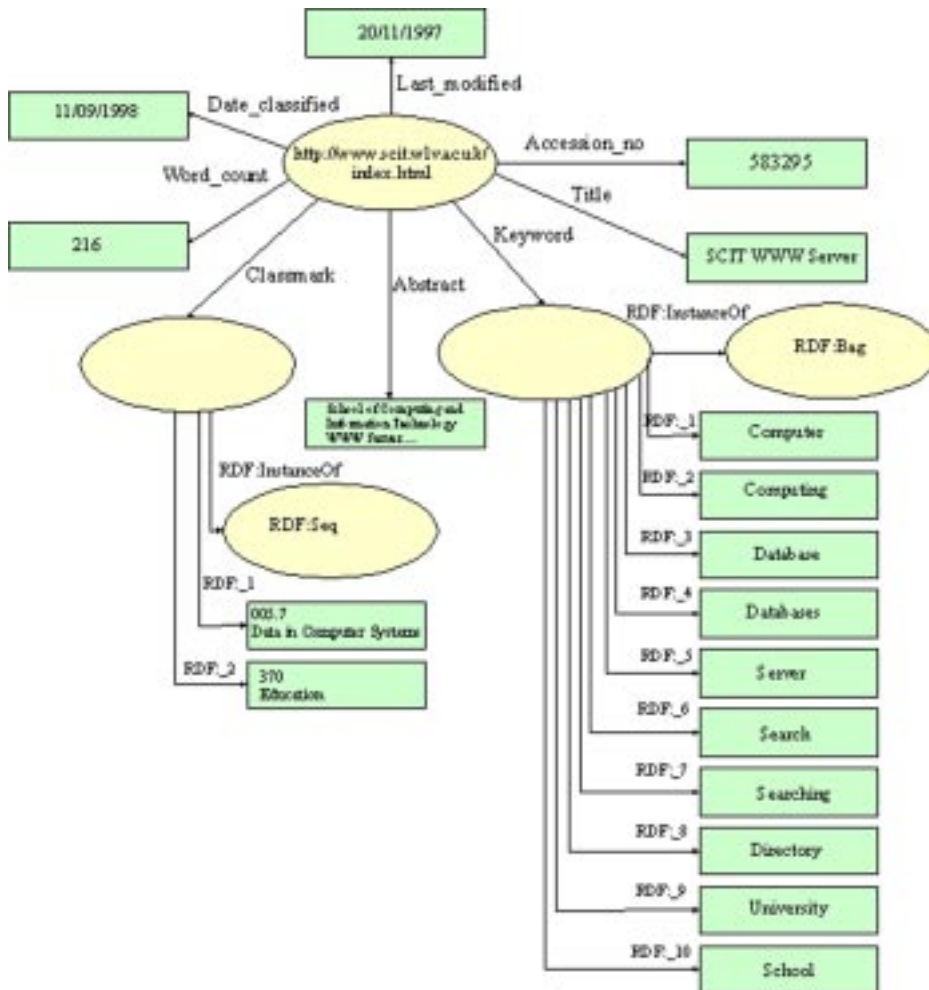 20/11/1997
Last_modified
Date_classified
11/09/1998
http://www.scit.wlv.ac.uk/
index.html
Accession_no
583295
Word_count
Title
216
Keyword
SCIT WWW Server
Classmark
Abstract
RDF:InstanceOf
RDF:Bag
School of Computing and
Information Technology
WWW
RDF:_1
Computer
RDF:InstanceOf
RDF:_2
Computing
RDF:Seq
RDF:_3
Database
RDF:_1
RDF:_4
Databases
005.7
Data in Computer Systems
RDF:_5
Server
RDF:_2
370
Education
RDF:_6
Search
RDF:_7
Searching
RDF:_8
Directory
RDF:_9
University
RDF:_10
School